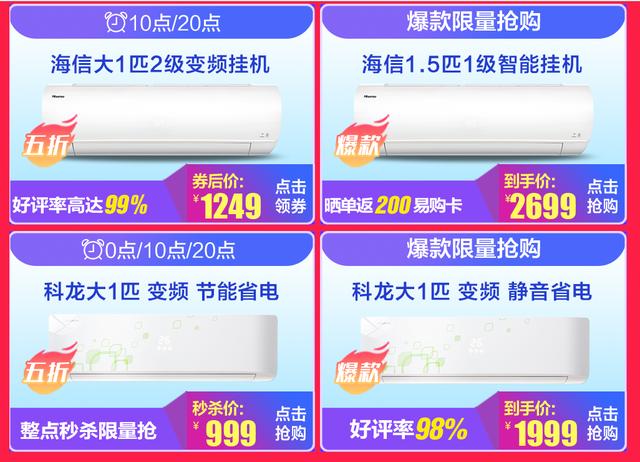 10点/20点
海信大1匹2级变频挂机
Hisense
五折
好评率高达99%
券后价:
¥1249
点击
领券
爆款限量抢购
海信1.5匹1级智能挂机
Hisense
爆款
晒单返200易购卡
到手价:
¥2699
点击
抢购
0点/10点/20点
科龙大1匹 变频 节能省电
26
五折
整点秒杀限量抢
秒杀价:
¥999
点击
抢购
爆款限量抢购
科龙大1匹 变频 静音省电
26
爆款
好评率98%
到手价:
¥1999
点击
抢购